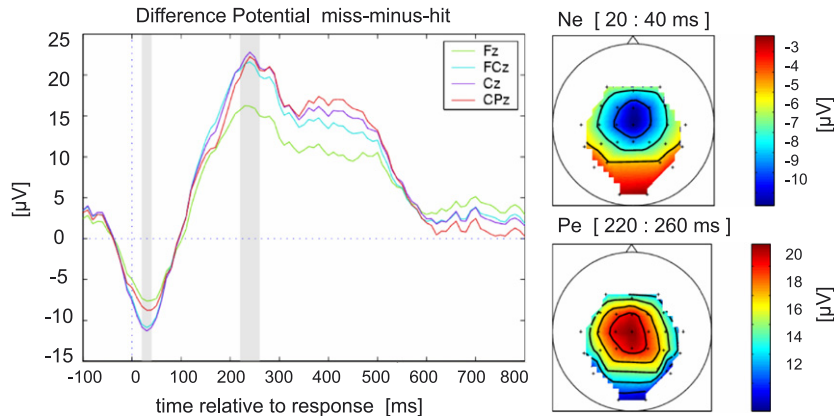 Difference Potential miss-minus-hit
25
20
15
10
5
0
-5
-10
-15
[µV]
-100 0 100 200 300 400 500 600 700 800
time relative to response [ms]
Fz
FCz
Cz
CPz
Ne [ 20 : 40 ms ]
-3
-4
-5
-6
-7
-8
-9
-10
[µV]
Pe [ 220 : 260 ms ]
20
18
16
14
12
[µV]